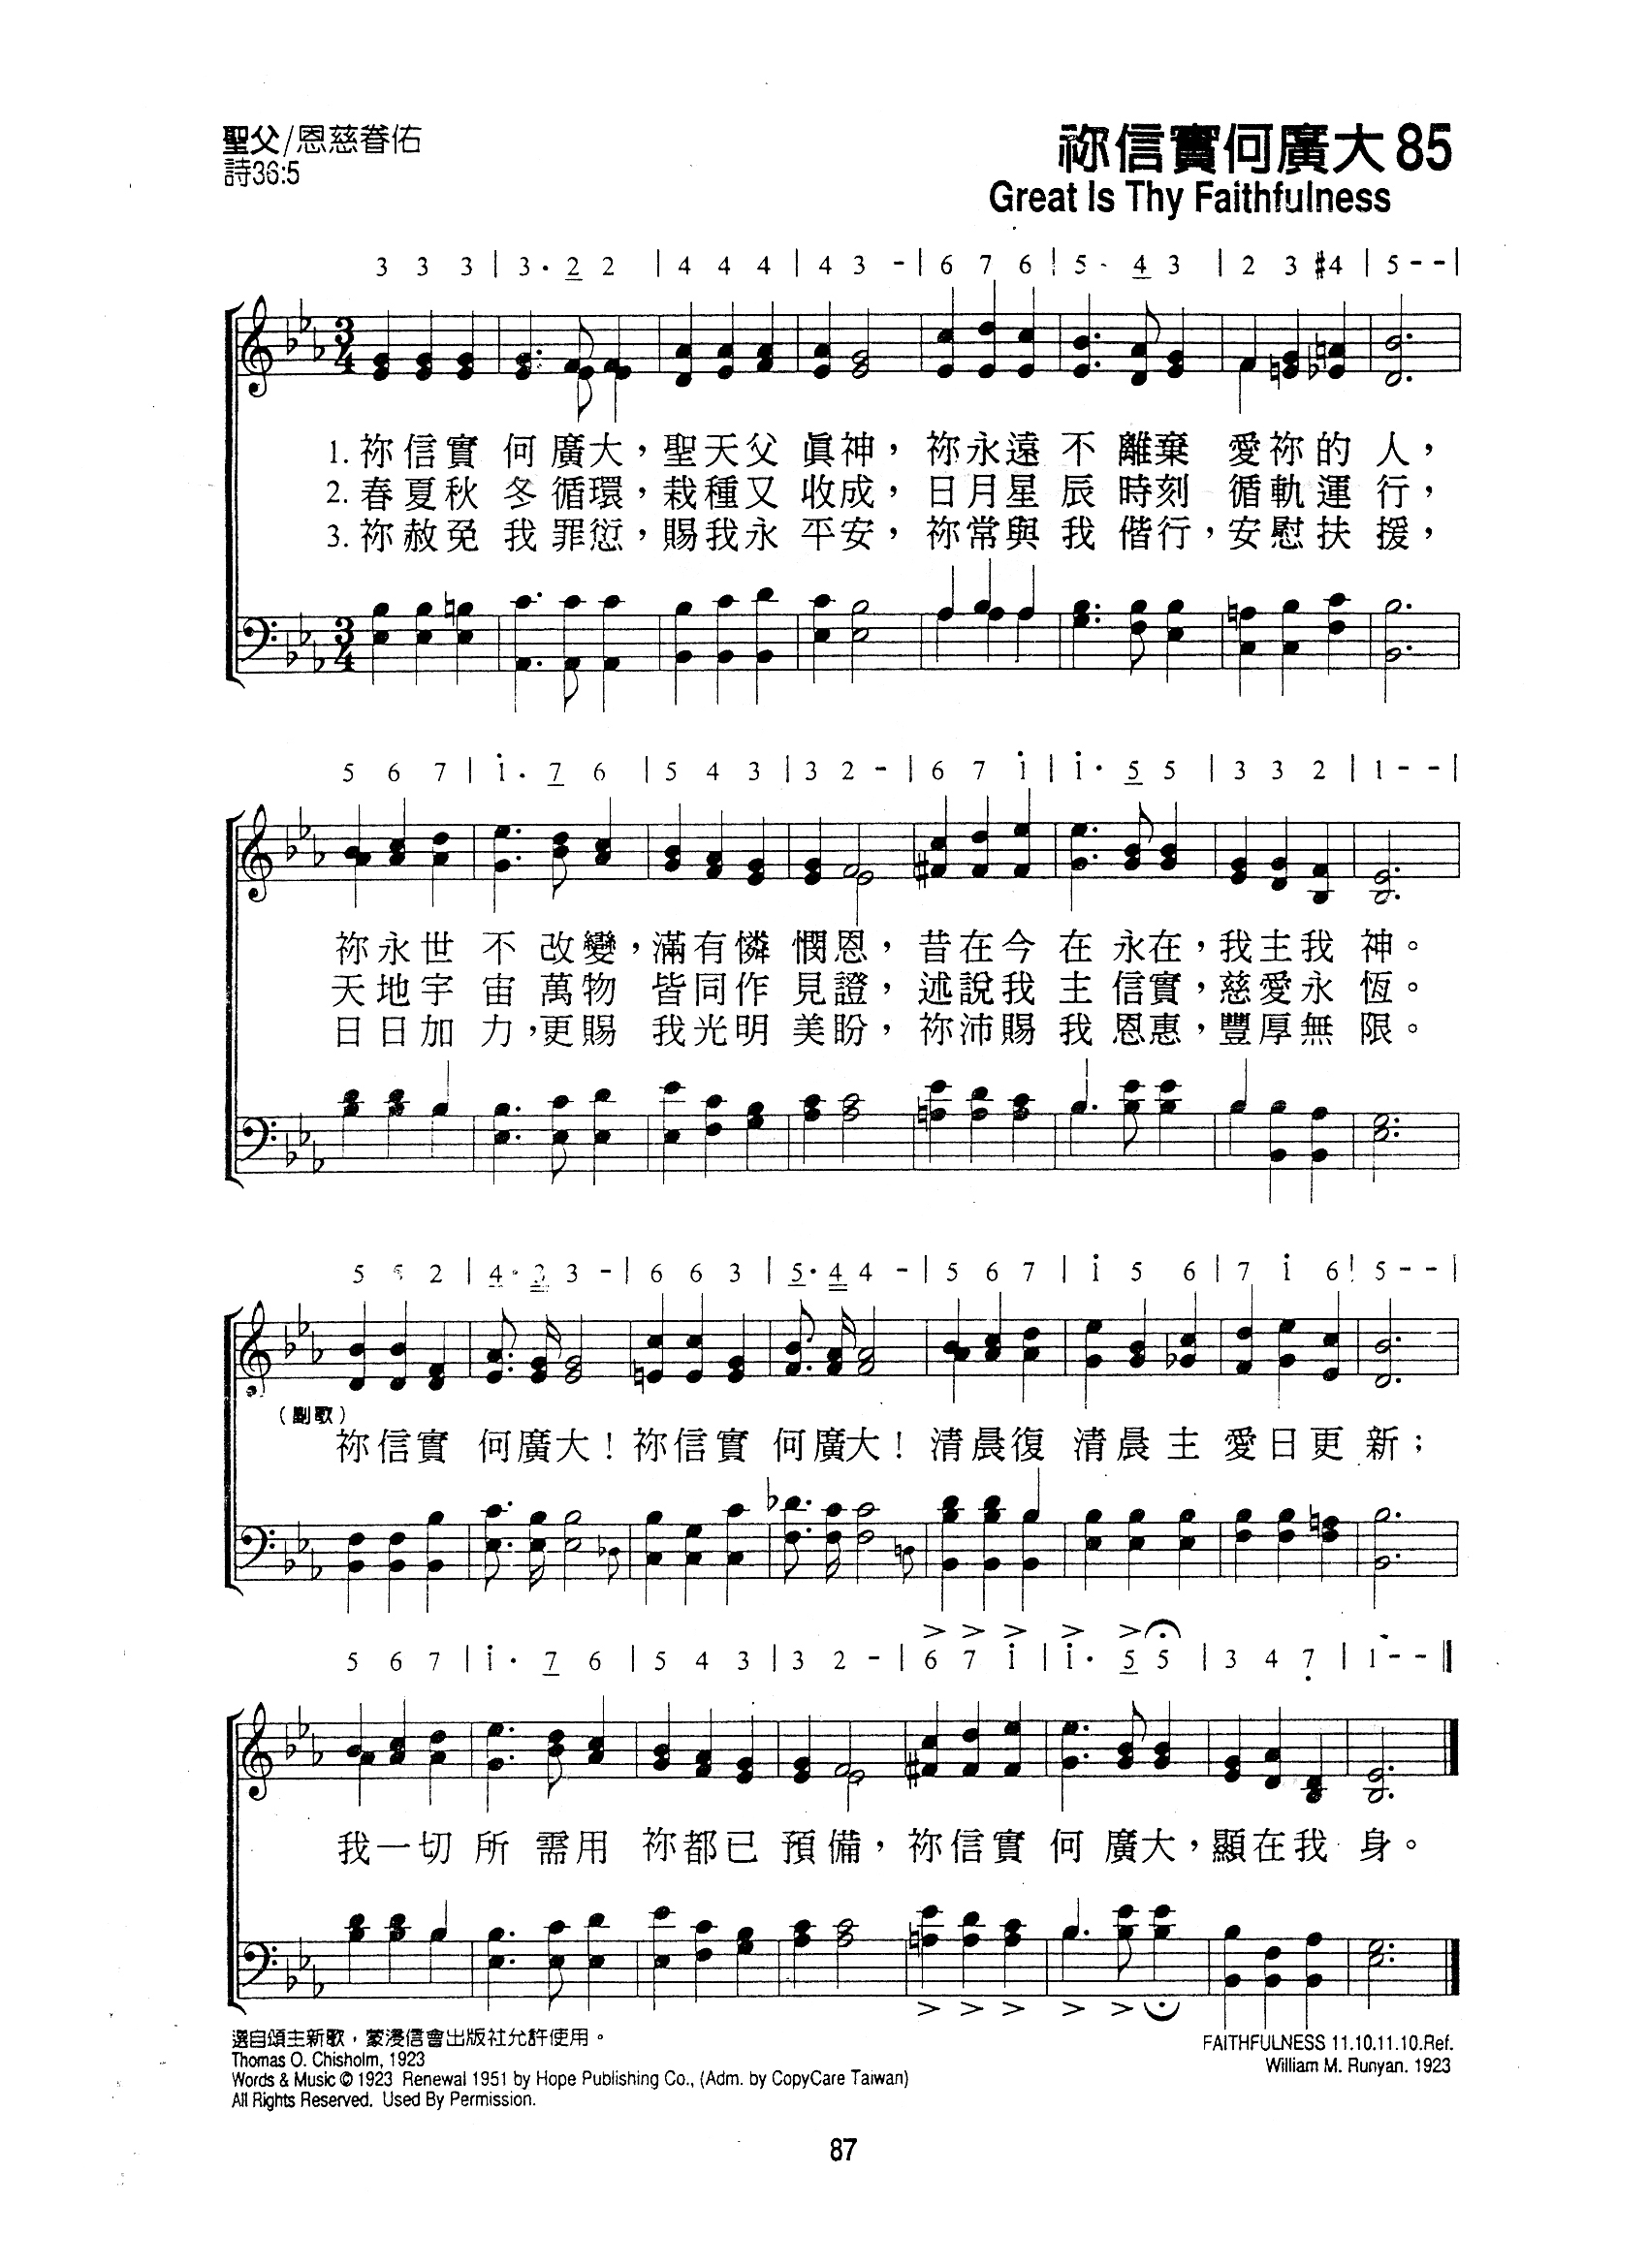 聖父/恩慈眷佑
詩36:5
祢信實何廣大85
Great Is Thy Faithfulness
3 3 3 | 3· 2 2 | 4 4 4 | 4 3 - | 6 7 6 | 5· 4 3 | 2 3 #4 | 5 - - |
3/4
1. 祢信實 何廣大，聖天父 眞神，祢永遠 不離棄 愛祢的 人，
2. 春夏秋 冬循環，栽種又 收成，日月星 辰時刻 循軌運 行，
3. 祢赦免 我罪愆，賜我永 平安，祢常與 我偕行，安慰扶 援，
3/4
5 6 7 | i· 7 6 | 5 4 3 | 3 2 - | 6 7 i | i· 5 5 | 3 3 2 | 1 - - |
祢永世 不改變，滿有憐 憫恩，昔在今 在永在，我主我 神。
天地宇 宙萬物 皆同作 見證，述說我 主信實，慈愛永 恆。
日日加 力，更賜 我光明 美盼，祢沛賜 我恩惠，豐厚無 限。
5 5 2 | 4· 3 3 - | 6 6 3 | 5· 4 4 - | 5 6 7 | i 5 6 | 7 i 6 | 5 - - |
（副歌）
祢信實 何廣大！祢信實 何廣大！清晨復 清晨主 愛日更 新；
5 6 7 | i· 7 6 | 5 4 3 | 3 2 - | 6 7 i | i· 5 5 | 3 4 7 | 1 - - ‖
我一切 所需用 祢都已 預備，祢信實 何廣大，顯在我 身。
選自頌主新歌，蒙浸信會出版社允許使用。
Thomas O. Chisholm, 1923
Words & Music © 1923 Renewal 1951 by Hope Publishing Co., (Adm. by CopyCare Taiwan)
All Rights Reserved. Used By Permission.
FAITHFULNESS 11.10.11.10.Ref.
William M. Runyan. 1923
87